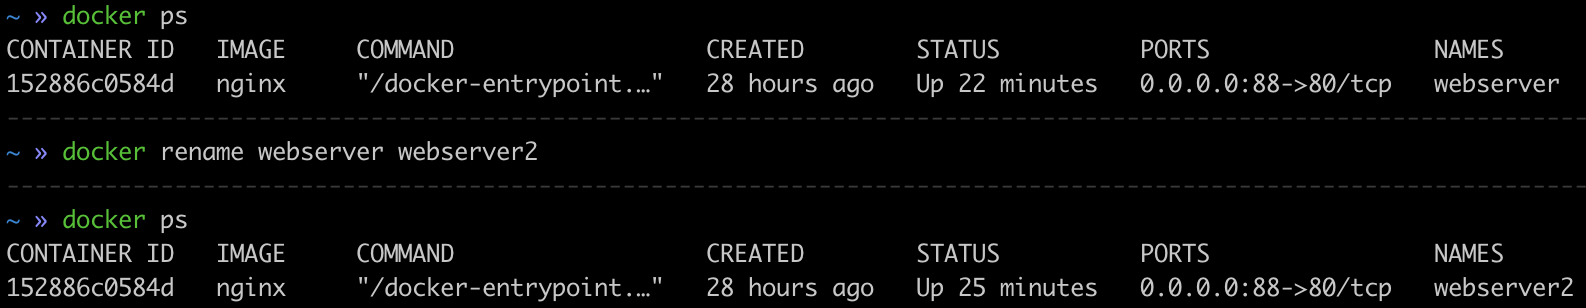 ~ » docker ps
CONTAINER ID   IMAGE     COMMAND                  CREATED        STATUS          PORTS                NAMES
152886c0584d   nginx     "/docker-entrypoint.…"   28 hours ago   Up 22 minutes   0.0.0.0:88->80/tcp   webserver
~ » docker rename webserver webserver2
~ » docker ps
CONTAINER ID   IMAGE     COMMAND                  CREATED        STATUS          PORTS                NAMES
152886c0584d   nginx     "/docker-entrypoint.…"   28 hours ago   Up 25 minutes   0.0.0.0:88->80/tcp   webserver2